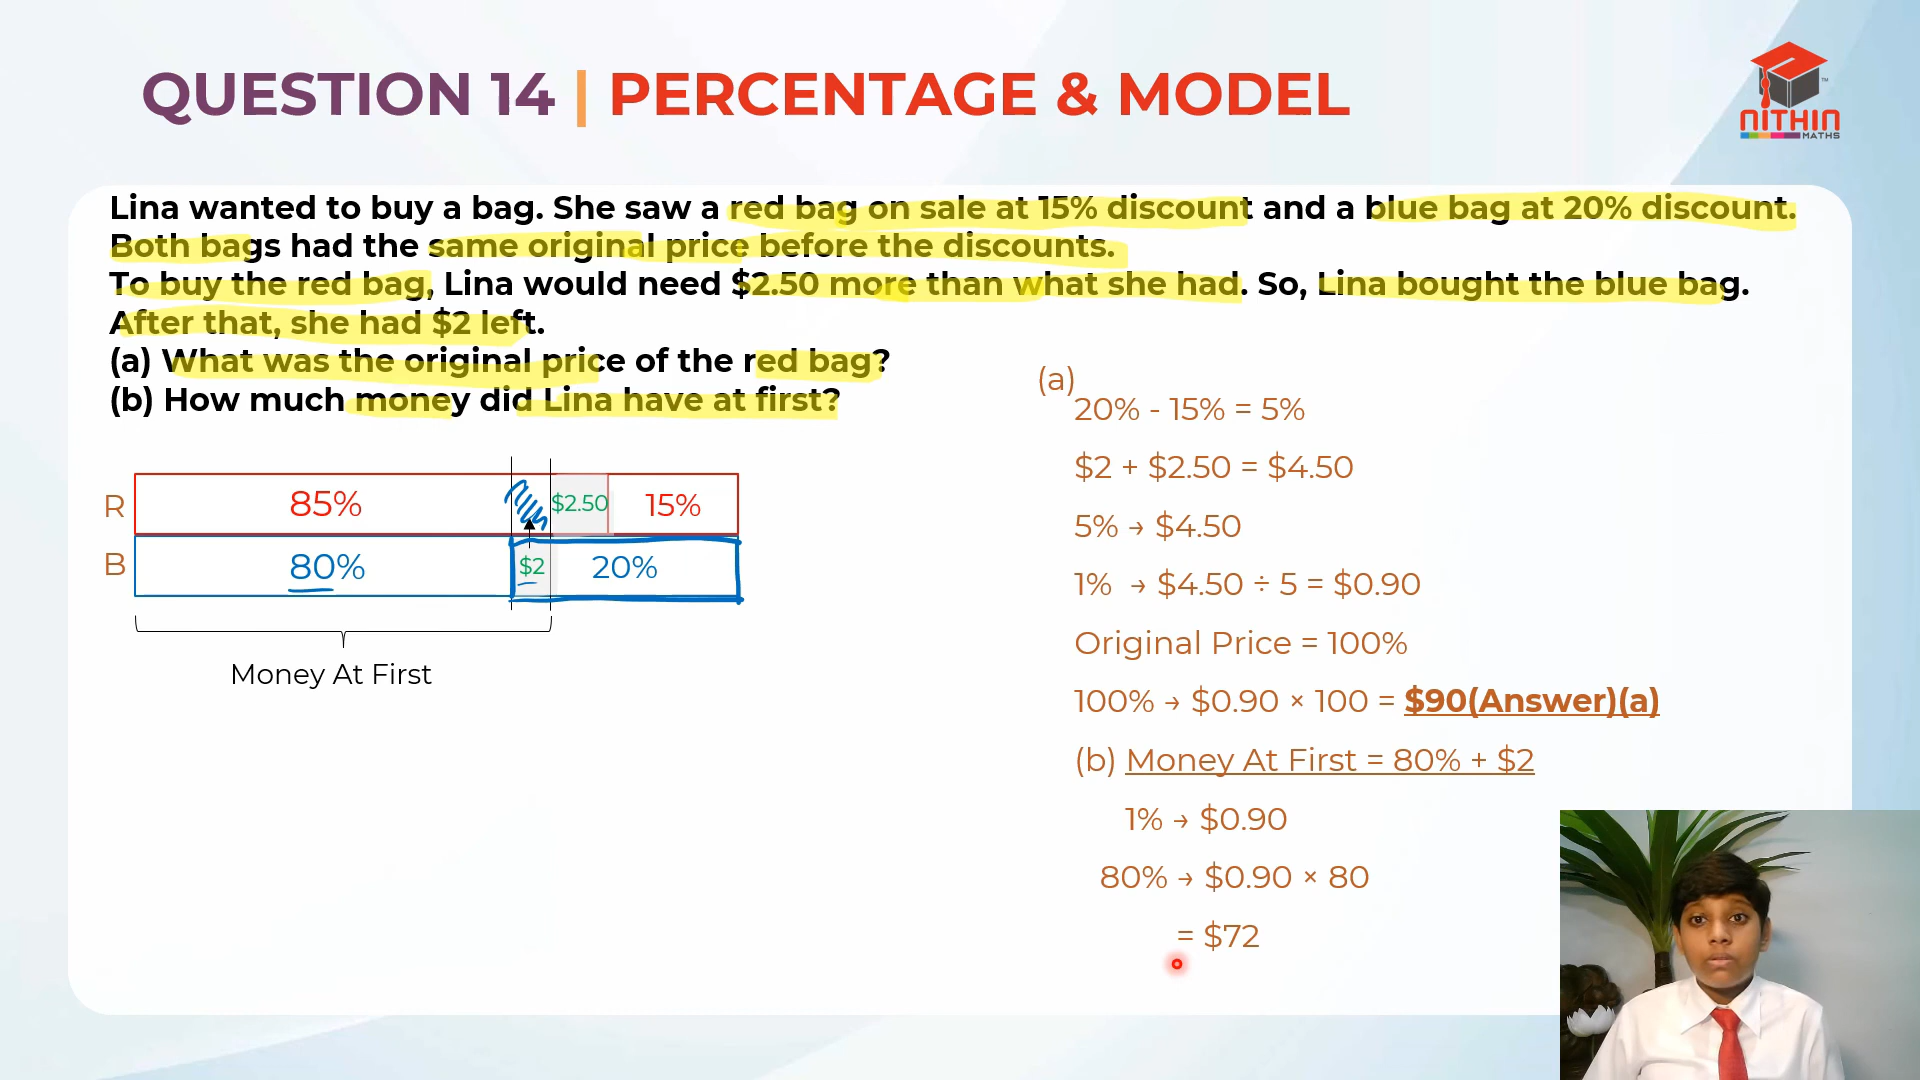 QUESTION 14 | PERCENTAGE & MODEL
NITHIN
MATHS
TM
Lina wanted to buy a bag. She saw a red bag on sale at 15% discount and a blue bag at 20% discount.
Both bags had the same original price before the discounts.
To buy the red bag, Lina would need $2.50 more than what she had. So, Lina bought the blue bag.
After that, she had $2 left.
(a) What was the original price of the red bag?
(b) How much money did Lina have at first?
R 85% $2.50 15%
B 80% $2 20%
Money At First
(a)
20% - 15% = 5%
$2 + $2.50 = $4.50
5% → $4.50
1% → $4.50 ÷ 5 = $0.90
Original Price = 100%
100% → $0.90 × 100 = $90(Answer)(a)
(b) Money At First = 80% + $2
1% → $0.90
80% → $0.90 × 80
= $72